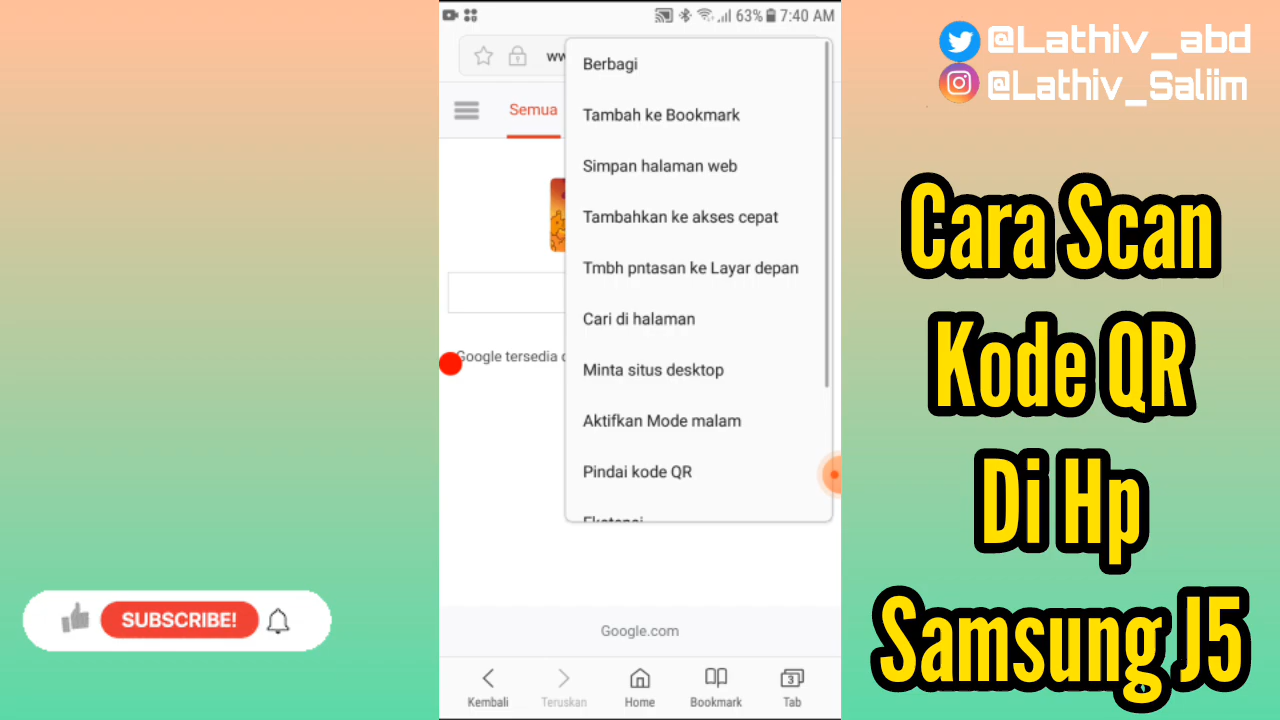 63% 7:40 AM
ww
Semua
Berbagi
Tambah ke Bookmark
Simpan halaman web
Tambahkan ke akses cepat
Tmbh pntasan ke Layar depan
Cari di halaman
Minta situs desktop
Aktifkan Mode malam
Pindai kode QR
Google tersedia
Google.com
Kembali
Teruskan
Home
Bookmark
3
Tab
SUBSCRIBE!
@Lathiv_abd
@Lathiv_Saliim
Cara Scan
Kode QR
Di Hp
Samsung J5